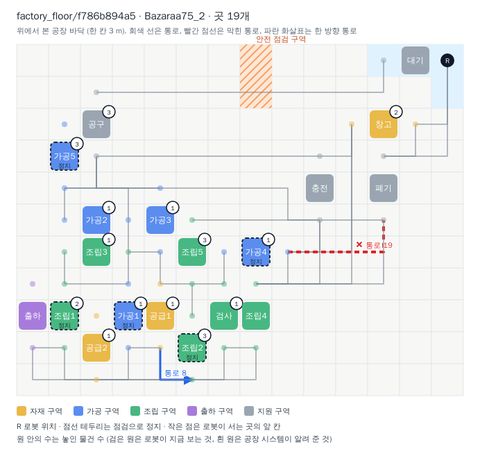 factory_floor/f786b894a5 · Bazaraa75_2 · 곳 19개
위에서 본 공장 바닥 (한 칸 3 m). 회색 선은 통로, 빨간 점선은 막힌 통로, 파란 화살표는 한 방향 통로
안전 점검 구역
대기
R
3
공구
2
창고
3
가공5
정지
충전
폐기
1
가공2
1
가공3
1
조립3
3
조립5
1
가공4
정지
✕ 통로 19
출하
2
조립1
정지
1
가공1
정지
1
공급1
1
검사
조립4
1
공급2
3
조립2
정지
통로 8
자재 구역
가공 구역
조립 구역
출하 구역
지원 구역
R 로봇 위치 · 점선 테두리는 점검으로 정지 · 작은 점은 로봇이 서는 곳의 앞 칸
원 안의 수는 놓인 물건 수 (검은 원은 로봇이 지금 보는 것, 흰 원은 공장 시스템이 알려 준 것)